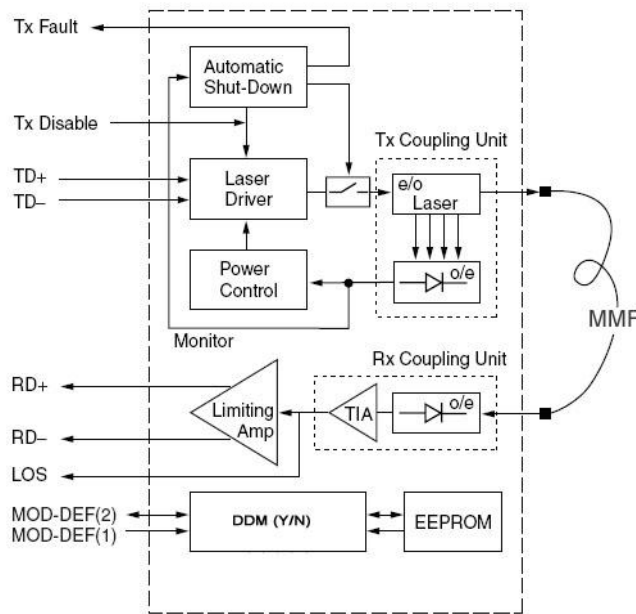 Tx Fault
Automatic
Shut-Down
Tx Disable
Tx Coupling Unit
TD+
TD–
Laser
Driver
e/o
Laser
Power
Control
o/e
Monitor
MMF
Rx Coupling Unit
RD+
RD–
Limiting
Amp
TIA
o/e
LOS
MOD-DEF(2)
MOD-DEF(1)
DDM (Y/N)
EEPROM